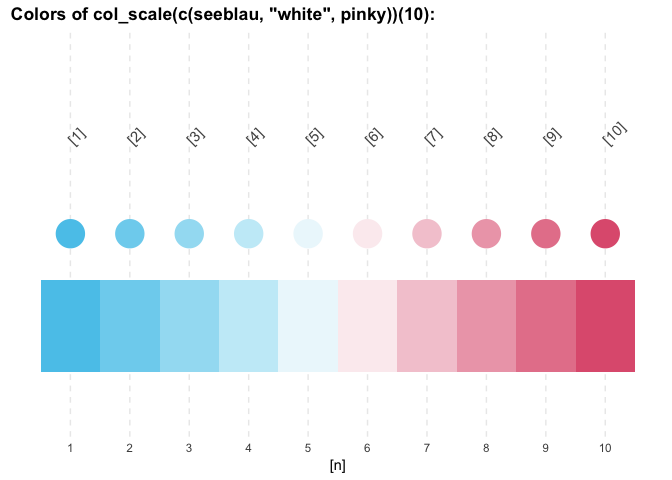 Colors of col_scale(c(seeblau, "white", pinky))(10):
[1] [2] [3] [4] [5] [6] [7] [8] [9] [10]
1 2 3 4 5 6 7 8 9 10
[n]